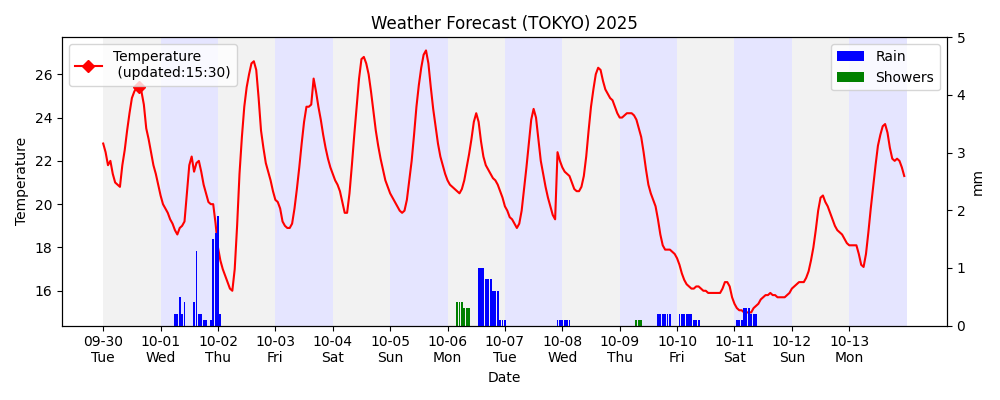 Weather Forecast (TOKYO) 2025
Temperature
(updated:15:30)
Rain
Showers
Temperature
26
24
22
20
18
16
5
4
3
2
1
0
mm
09-30 10-01 10-02 10-03 10-04 10-05 10-06 10-07 10-08 10-09 10-10 10-11 10-12 10-13
Tue Wed Thu Fri Sat Sun Mon Tue Wed Thu Fri Sat Sun Mon
Date